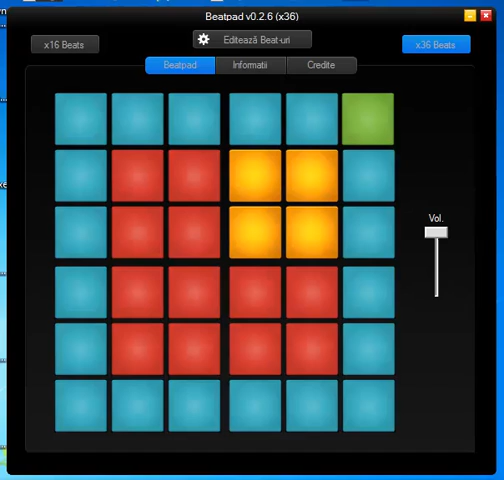 Beatpad v0.2.6 (x36)
x16 Beats
Editează Beat-uri
x36 Beats
Beatpad
Informatii
Credite
Vol.